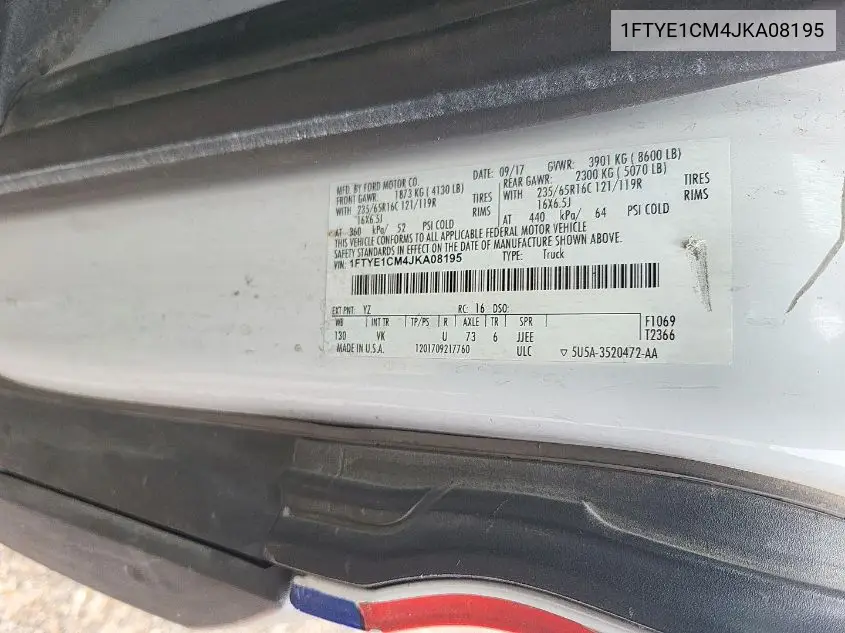 1FTYE1CM4JKA08195
MFD. BY FORD MOTOR CO. DATE: 09/17 GVWR: 3901 KG ( 8600 LB)
FRONT GAWR: 1873 KG ( 4130 LB) REAR GAWR: 2300 KG ( 5070 LB)
WITH 235/65R16C 121/119R TIRES WITH 235/65R16C 121/119R TIRES
16X6.5J RIMS 16X6.5J RIMS
AT 360 kPa/ 52 PSI COLD AT 440 kPa/ 64 PSI COLD
THIS VEHICLE CONFORMS TO ALL APPLICABLE FEDERAL MOTOR VEHICLE
SAFETY STANDARDS IN EFFECT ON THE DATE OF MANUFACTURE SHOWN ABOVE.
VIN: 1FTYE1CM4JKA08195 TYPE: Truck
EXT PNT: YZ RC: 16 DSO:
WB INT TR TP/PS R AXLE TR SPR F1069
130 VK U 73 6 JJEE T2366
MADE IN U.S.A. 1201709217760 ULC ▽ 5U5A-3520472-AA